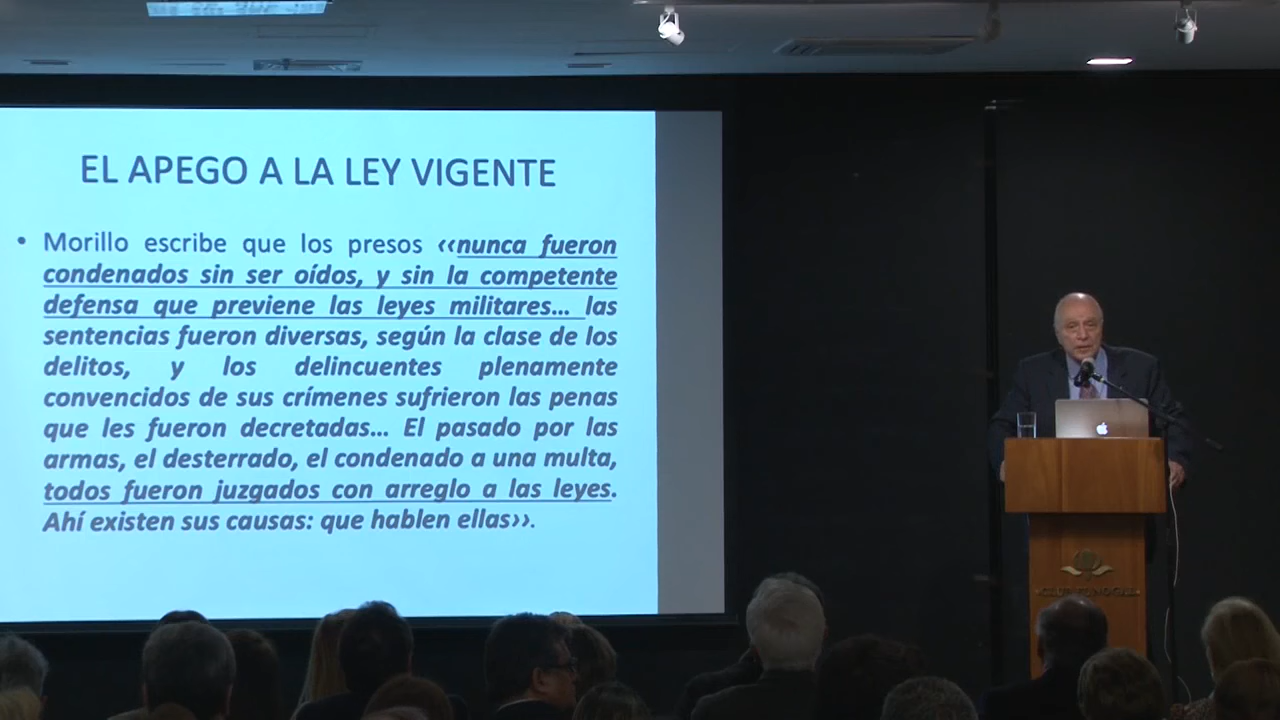 EL APEGO A LA LEY VIGENTE
• Morillo escribe que los presos ‹‹nunca fueron
condenados sin ser oídos, y sin la competente
defensa que previene las leyes militares... las
sentencias fueron diversas, según la clase de los
delitos, y los delincuentes plenamente
convencidos de sus crímenes sufrieron las penas
que les fueron decretadas... El pasado por las
armas, el desterrado, el condenado a una multa,
todos fueron juzgados con arreglo a las leyes.
Ahí existen sus causas: que hablen ellas››.